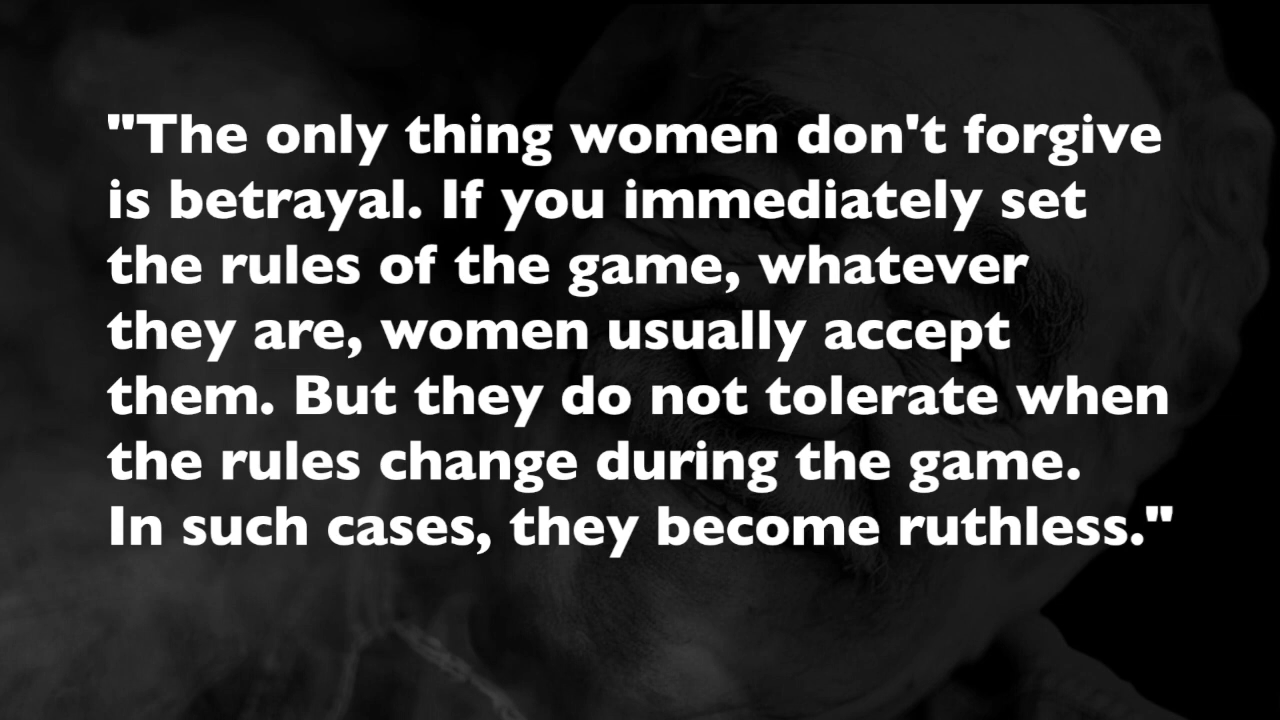 "The only thing women don't forgive
is betrayal. If you immediately set
the rules of the game, whatever
they are, women usually accept
them. But they do not tolerate when
the rules change during the game.
In such cases, they become ruthless."